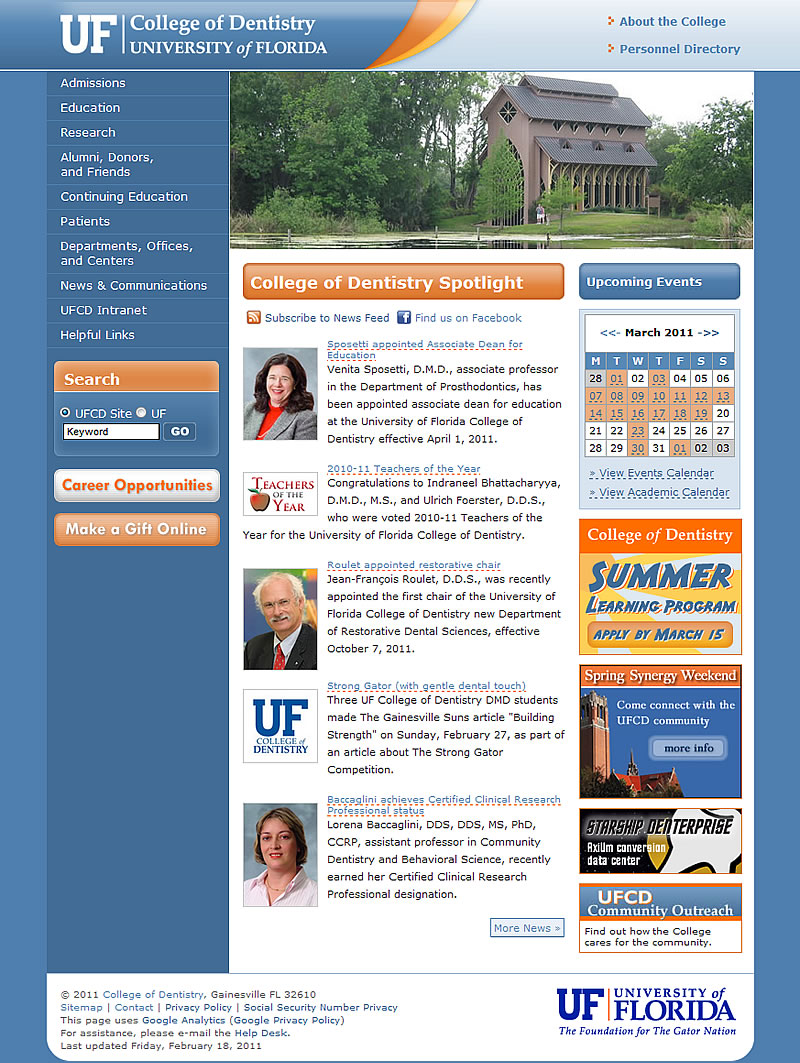 UF College of Dentistry
UNIVERSITY of FLORIDA
About the College
Personnel Directory
Admissions
Education
Research
Alumni, Donors,
and Friends
Continuing Education
Patients
Departments, Offices,
and Centers
News & Communications
UFCD Intranet
Helpful Links
Search
UFCD Site UF
Keyword GO
Career Opportunities
Make a Gift Online
College of Dentistry Spotlight
Subscribe to News Feed Find us on Facebook
Sposetti appointed Associate Dean for
Education
Venita Sposetti, D.M.D., associate professor
in the Department of Prosthodontics, has
been appointed associate dean for education
at the University of Florida College of
Dentistry effective April 1, 2011.
TEACHERS
OF THE
YEAR
2010-11 Teachers of the Year
Congratulations to Indraneel Bhattacharyya,
D.M.D., M.S., and Ulrich Foerster, D.D.S.,
who were voted 2010-11 Teachers of the
Year for the University of Florida College of Dentistry.
Roulet appointed restorative chair
Jean-François Roulet, D.D.S., was recently
appointed the first chair of the University of
Florida College of Dentistry new Department
of Restorative Dental Sciences, effective
October 7, 2011.
UF
COLLEGE of
DENTISTRY
Strong Gator (with gentle dental touch)
Three UF College of Dentistry DMD students
made The Gainesville Suns article "Building
Strength" on Sunday, February 27, as part of
an article about The Strong Gator
Competition.
Baccaglini achieves Certified Clinical Research
Professional status
Lorena Baccaglini, DDS, DDS, MS, PhD,
CCRP, assistant professor in Community
Dentistry and Behavioral Science, recently
earned her Certified Clinical Research
Professional designation.
More News »
Upcoming Events
<<- March 2011 ->>
M T W T F S S
28 01 02 03 04 05 06
07 08 09 10 11 12 13
14 15 16 17 18 19 20
21 22 23 24 25 26 27
28 29 30 31 01 02 03
» View Events Calendar
» View Academic Calendar
College of Dentistry
SUMMER
LEARNING PROGRAM
APPLY BY MARCH 15
Spring Synergy Weekend
Come connect with the
UFCD community
more info
STARSHIP DENTERPRISE
AxiUm conversion
data center
UFCD
Community Outreach
Find out how the College
cares for the community.
© 2011 College of Dentistry, Gainesville FL 32610
Sitemap | Contact | Privacy Policy | Social Security Number Privacy
This page uses Google Analytics (Google Privacy Policy)
For assistance, please e-mail the Help Desk.
Last updated Friday, February 18, 2011
UF UNIVERSITY of
FLORIDA
The Foundation for The Gator Nation